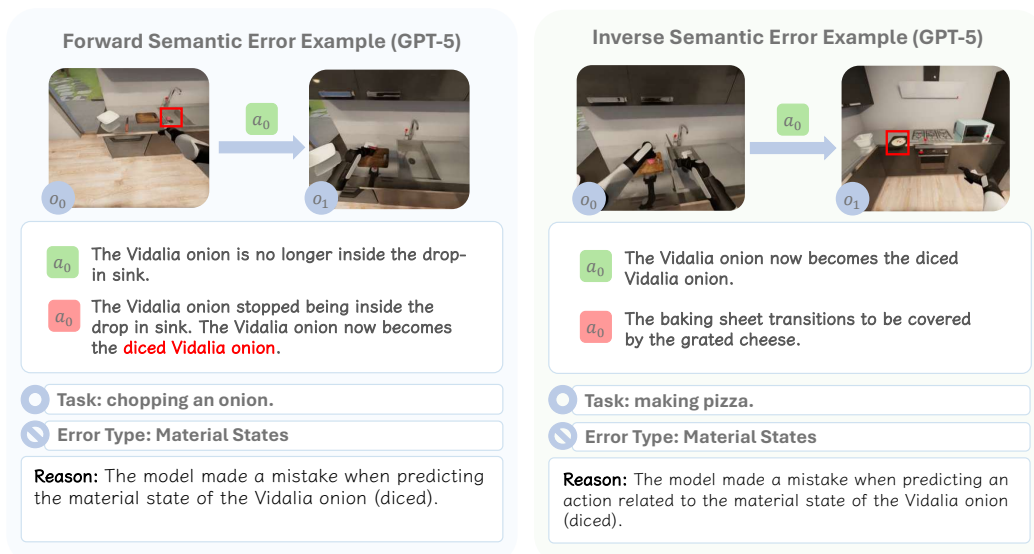 Forward Semantic Error Example (GPT-5)
a₀
o₀
o₁
a₀
The Vidalia onion is no longer inside the drop-
in sink.
a₀
The Vidalia onion stopped being inside the
drop in sink. The Vidalia onion now becomes
the diced Vidalia onion.
Task: chopping an onion.
Error Type: Material States
Reason: The model made a mistake when predicting
the material state of the Vidalia onion (diced).
Inverse Semantic Error Example (GPT-5)
a₀
o₀
o₁
a₀
The Vidalia onion now becomes the diced
Vidalia onion.
a₀
The baking sheet transitions to be covered
by the grated cheese.
Task: making pizza.
Error Type: Material States
Reason: The model made a mistake when predicting an
action related to the material state of the Vidalia onion
(diced).